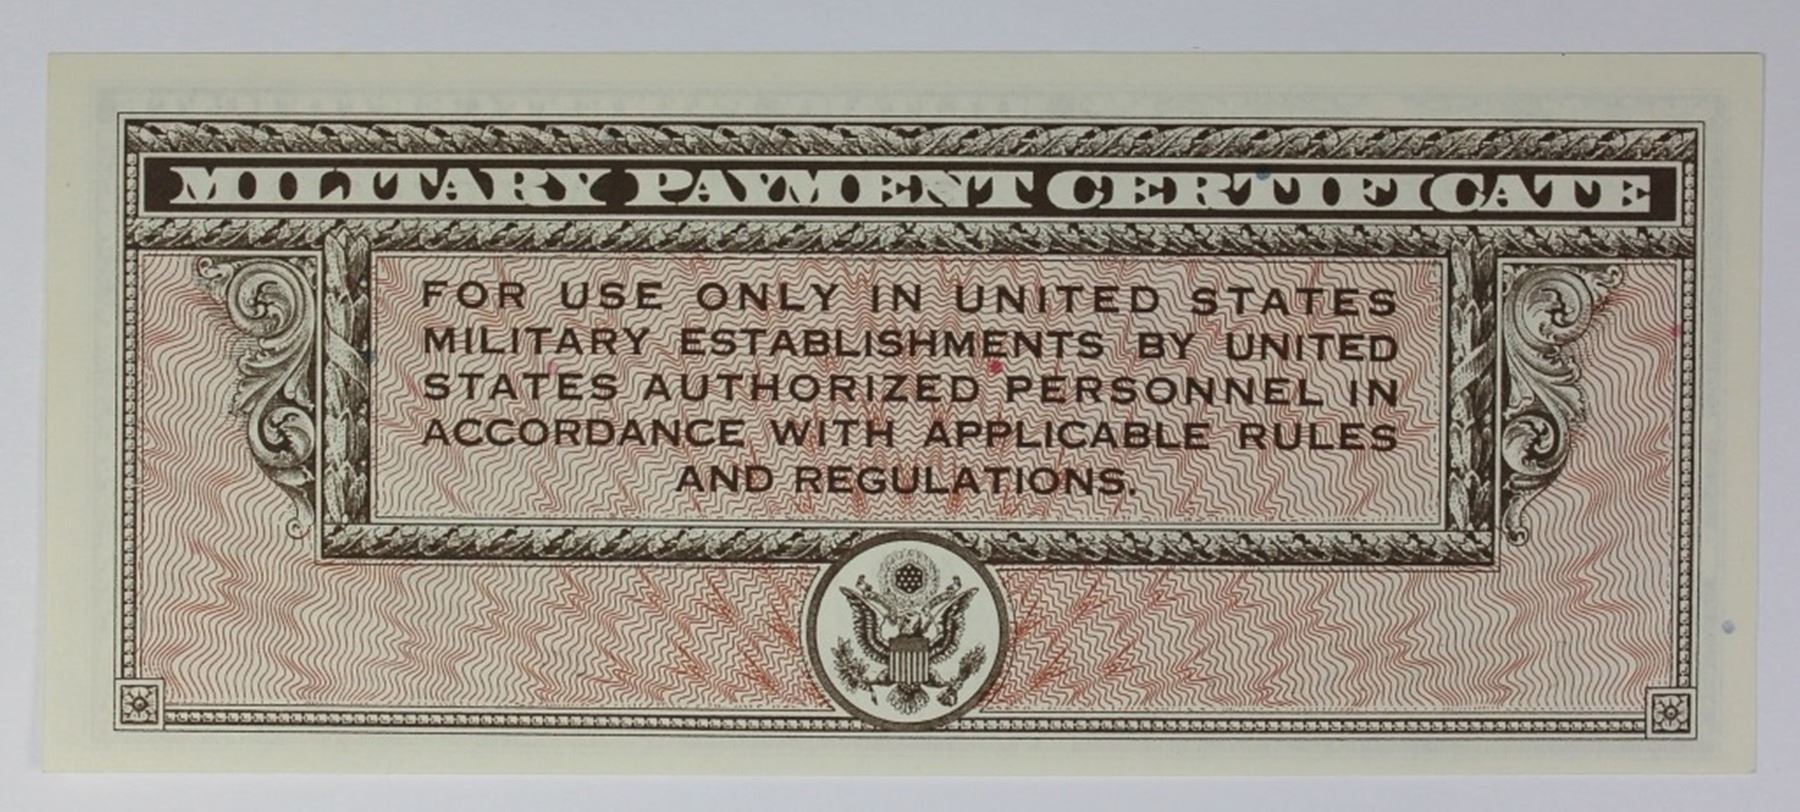 MILITARY PAYMENT CERTIFICATE
FOR USE ONLY IN UNITED STATES
MILITARY ESTABLISHMENTS BY UNITED
STATES AUTHORIZED PERSONNEL IN
ACCORDANCE WITH APPLICABLE RULES
AND REGULATIONS.